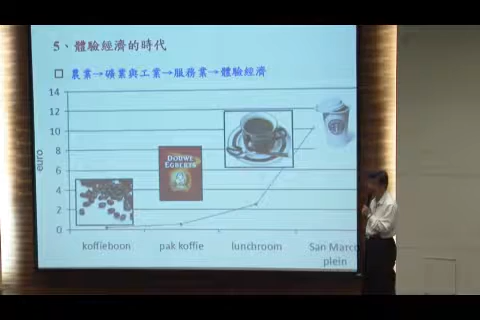 5、體驗經濟的時代
□ 農業→礦業與工業→服務業→體驗經濟
14
12
10
8
6
4
2
0
euro
DOUWE
EGBERTS
koffieboon
pak koffie
lunchroom
San Marco
plein